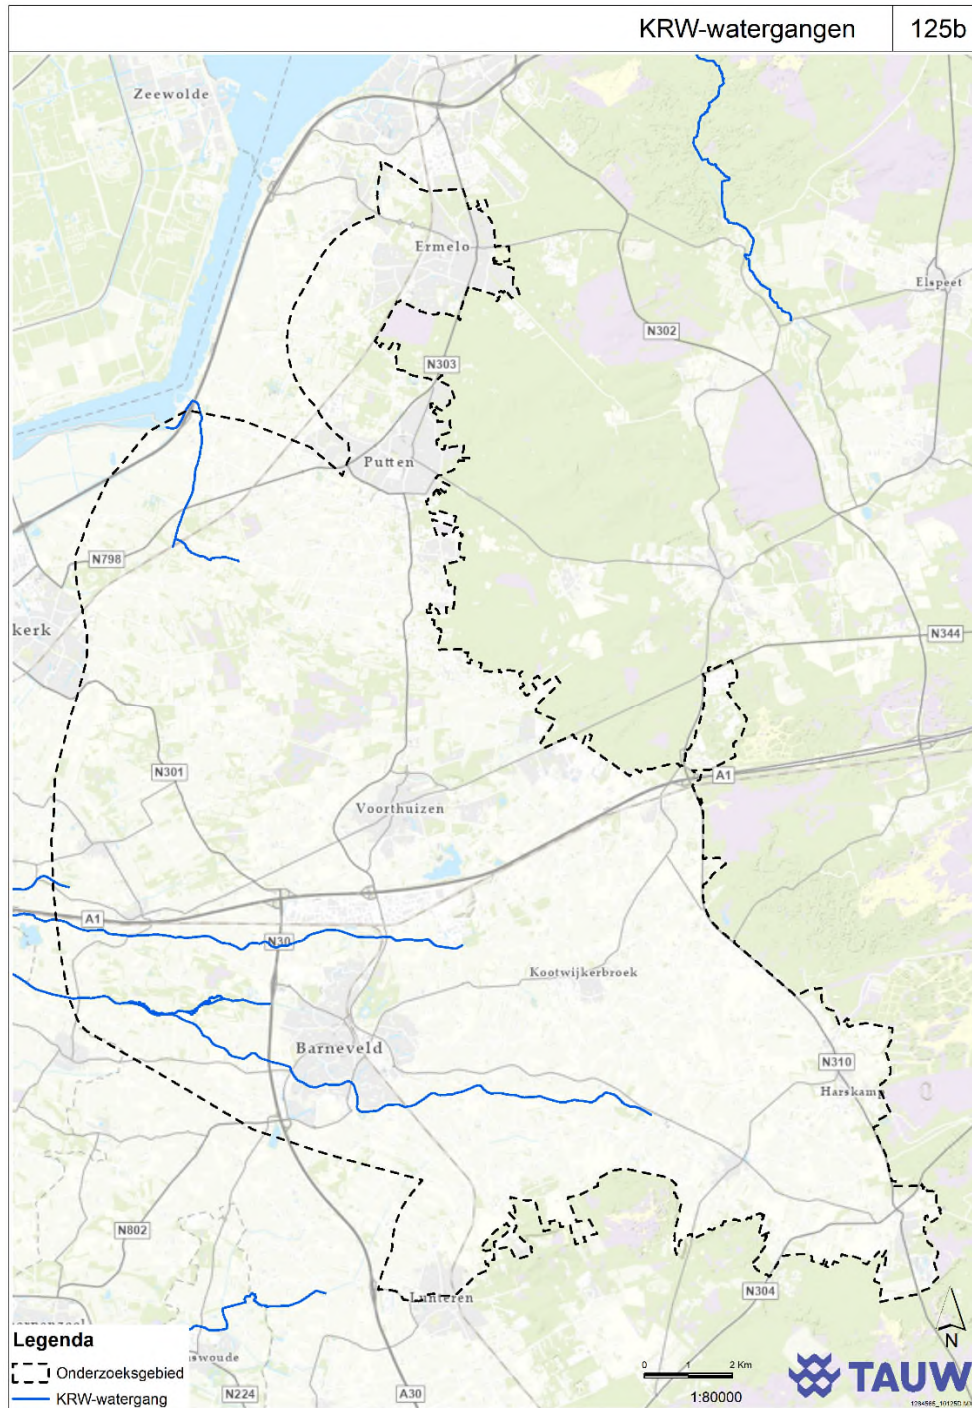 KRW-watergangen 125b
Zeewolde
Ermelo
Elspeet
N302
N303
Putten
N798
kerk
N344
N301
A1
Voorthuizen
A1
N30
Kootwijkerbroek
Barneveld
N310
Harskamp
N802
N304
Lunteren
swoude
N224
A30
Legenda
Onderzoeksgebied
KRW-watergang
N
0 1 2 Km
1:80000
TAUW